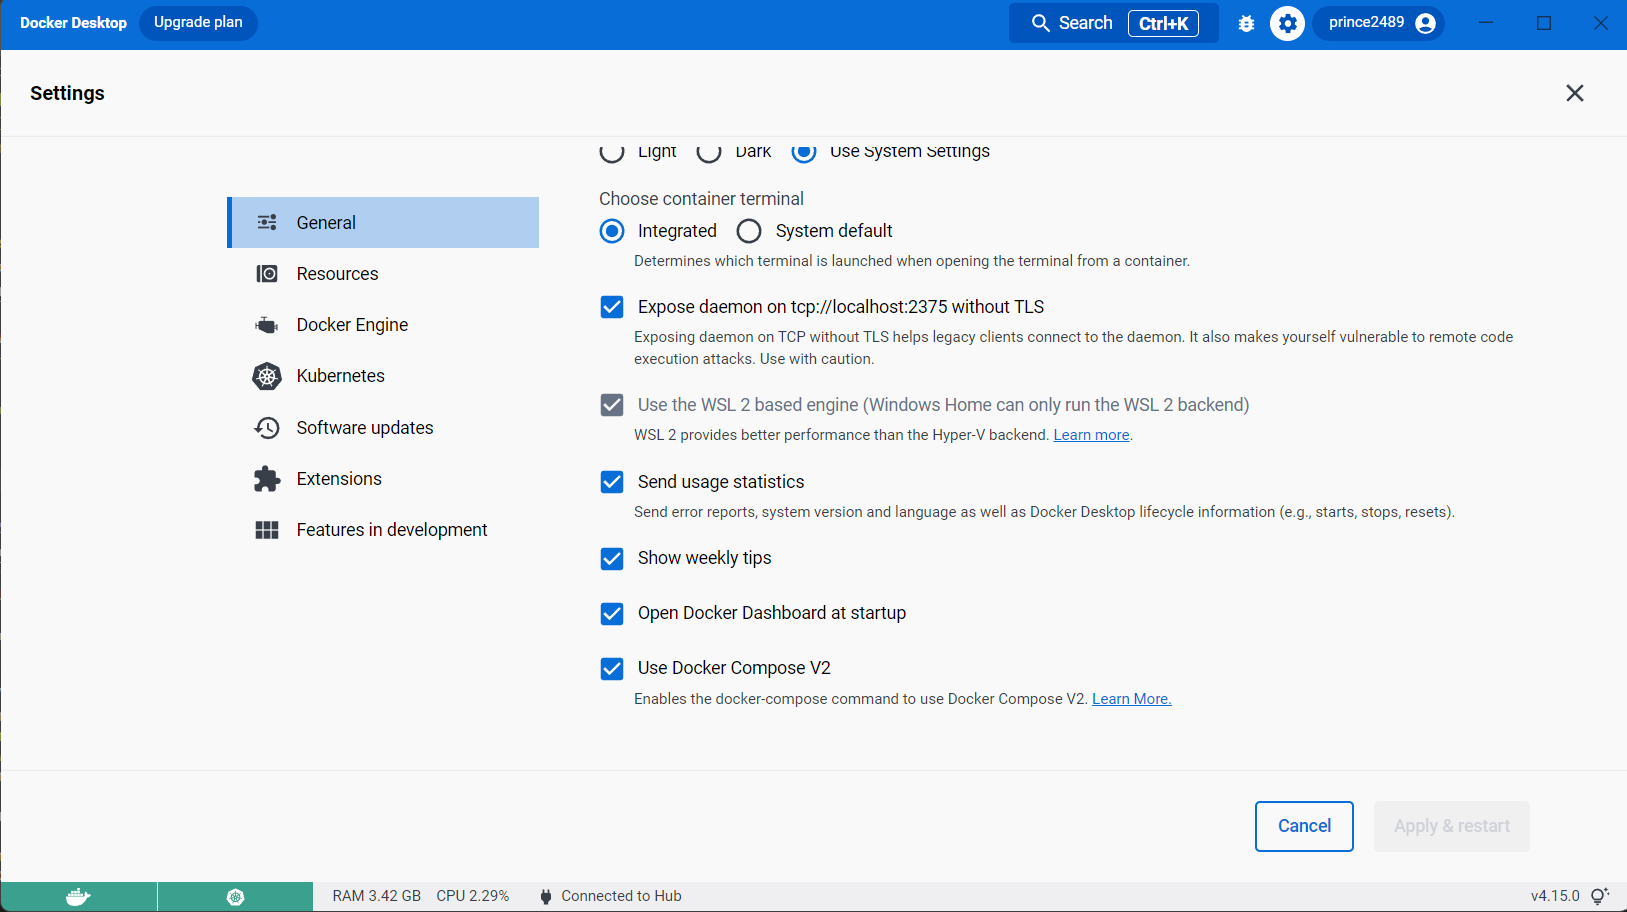 Docker Desktop Upgrade plan Search Ctrl+K prince2489
Settings
Light Dark Use System Settings
Choose container terminal
Integrated System default
Determines which terminal is launched when opening the terminal from a container.
Expose daemon on tcp://localhost:2375 without TLS
Exposing daemon on TCP without TLS helps legacy clients connect to the daemon. It also makes yourself vulnerable to remote code
execution attacks. Use with caution.
Use the WSL 2 based engine (Windows Home can only run the WSL 2 backend)
WSL 2 provides better performance than the Hyper-V backend. Learn more.
Send usage statistics
Send error reports, system version and language as well as Docker Desktop lifecycle information (e.g., starts, stops, resets).
Show weekly tips
Open Docker Dashboard at startup
Use Docker Compose V2
Enables the docker-compose command to use Docker Compose V2. Learn More.
General
Resources
Docker Engine
Kubernetes
Software updates
Extensions
Features in development
Cancel Apply & restart
RAM 3.42 GB CPU 2.29% Connected to Hub v4.15.0